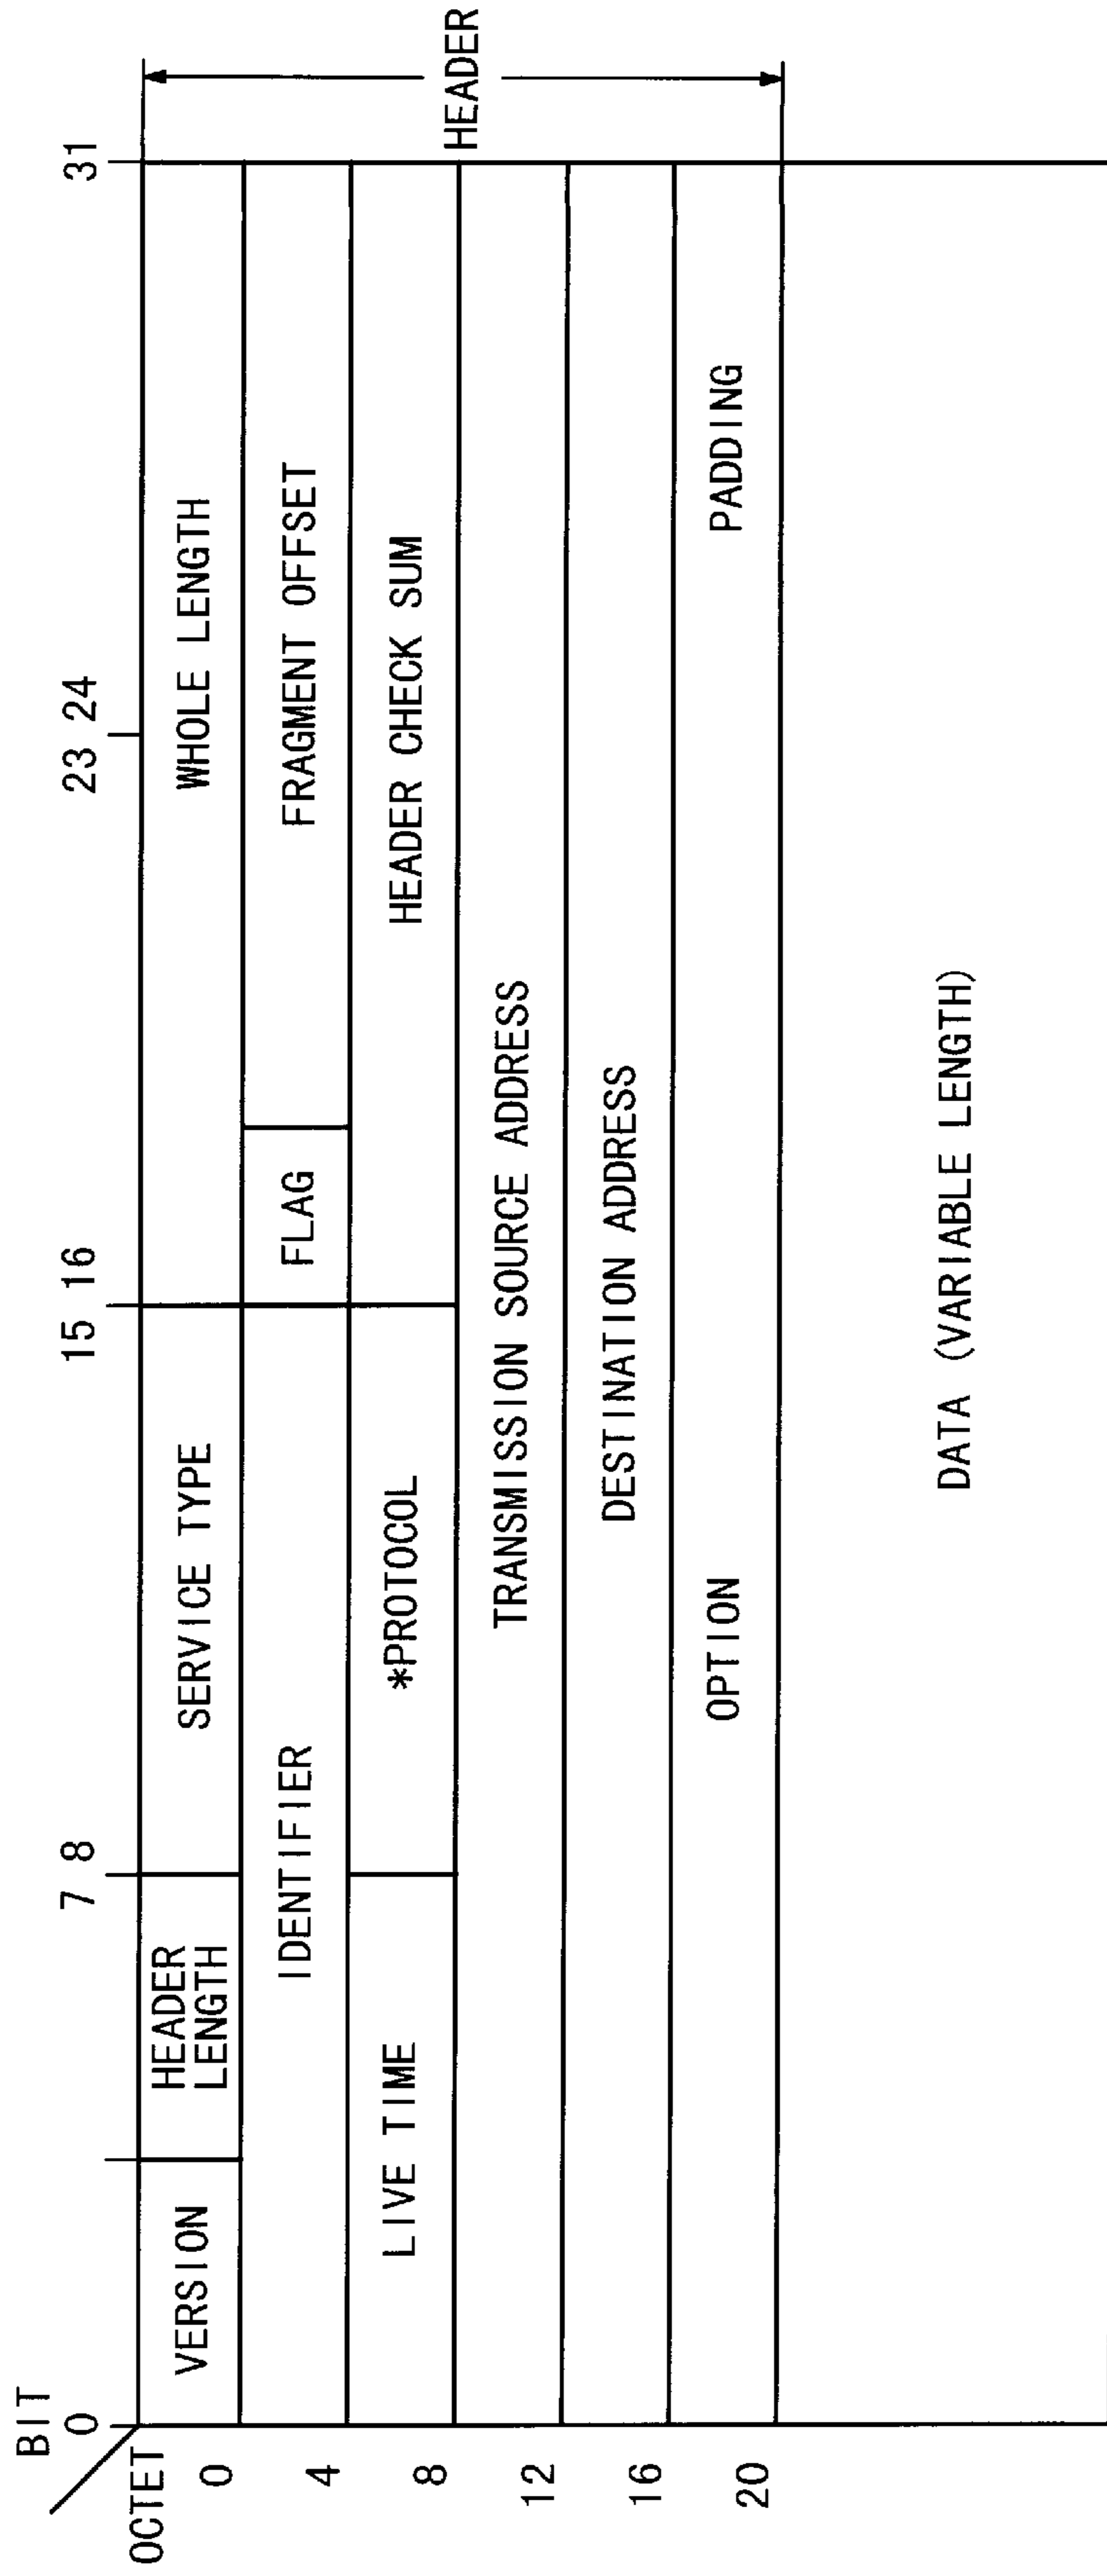 BIT
0
7 8
15 16
23 24
31
OCTET
0
VERSION
HEADER
LENGTH
SERVICE TYPE
WHOLE LENGTH
4
IDENTIFIER
FLAG
FRAGMENT OFFSET
8
LIVE TIME
*PROTOCOL
HEADER CHECK SUM
12
TRANSMISSION SOURCE ADDRESS
16
DESTINATION ADDRESS
20
OPTION
PADDING
HEADER
DATA (VARIABLE LENGTH)